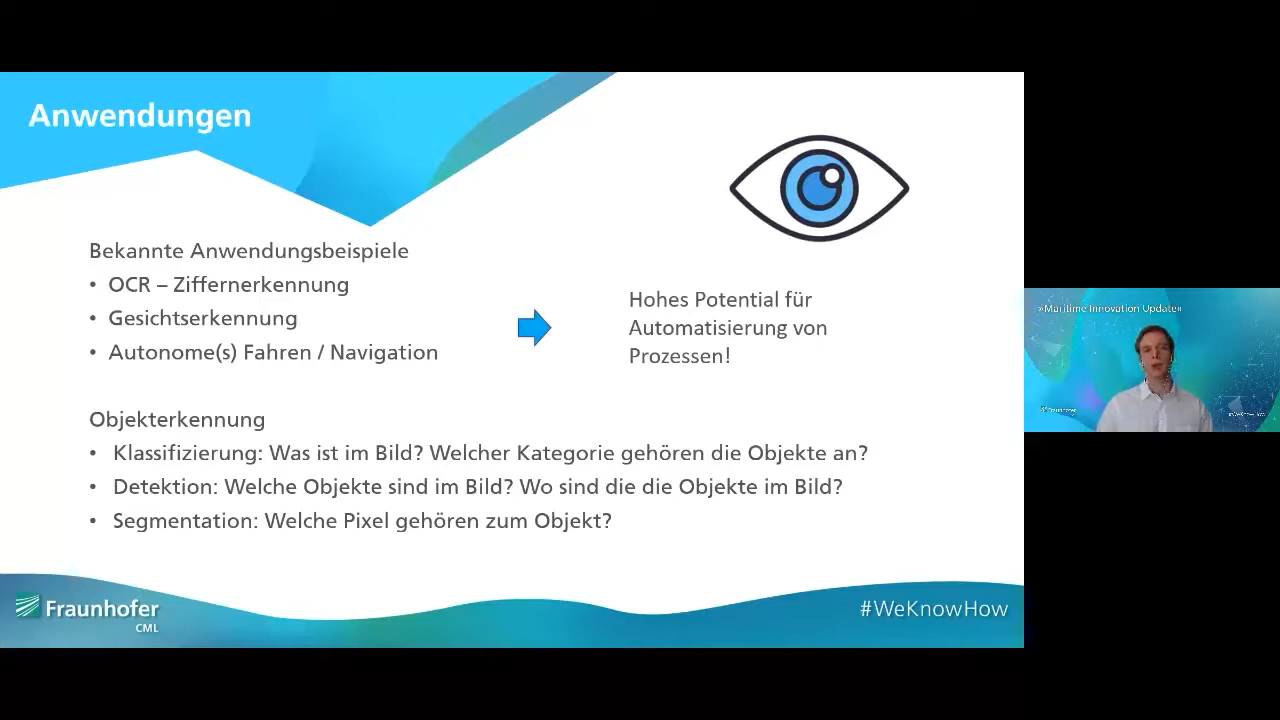 Anwendungen
Bekannte Anwendungsbeispiele
• OCR – Ziffernerkennung
• Gesichtserkennung
• Autonome(s) Fahren / Navigation
Hohes Potential für
Automatisierung von
Prozessen!
Objekterkennung
• Klassifizierung: Was ist im Bild? Welcher Kategorie gehören die Objekte an?
• Detektion: Welche Objekte sind im Bild? Wo sind die die Objekte im Bild?
• Segmentation: Welche Pixel gehören zum Objekt?
Fraunhofer
CML
#WeKnowHow
»Maritime Innovation Update«
Fraunhofer
#WeKnowHow